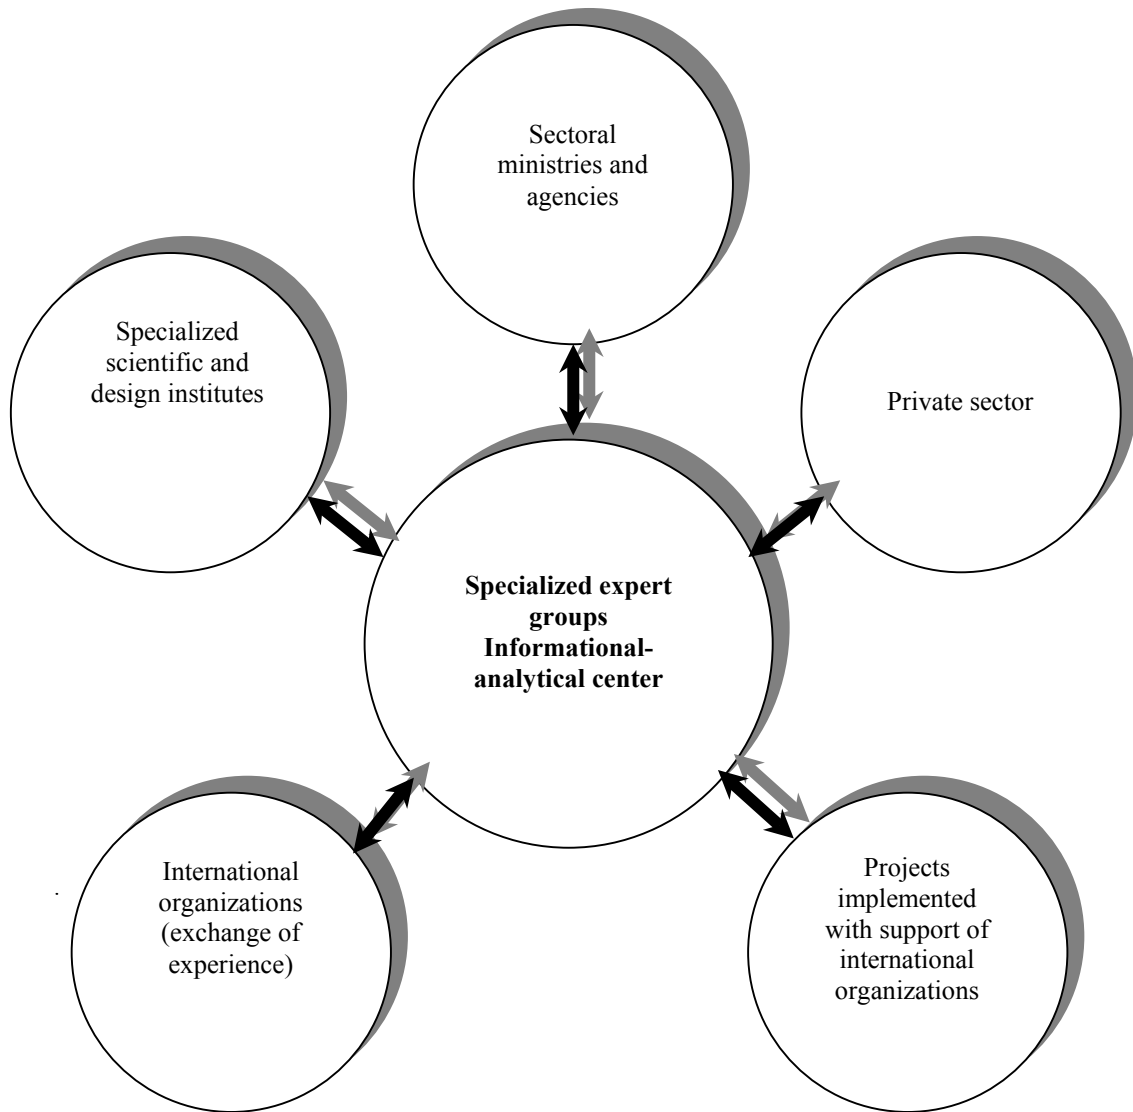 Sectoral
ministries and
agencies
Specialized
scientific and
design institutes
Private sector
Specialized expert
groups
Informational-
analytical center
International
organizations
(exchange of
experience)
.
Projects
implemented
with support of
international
organizations